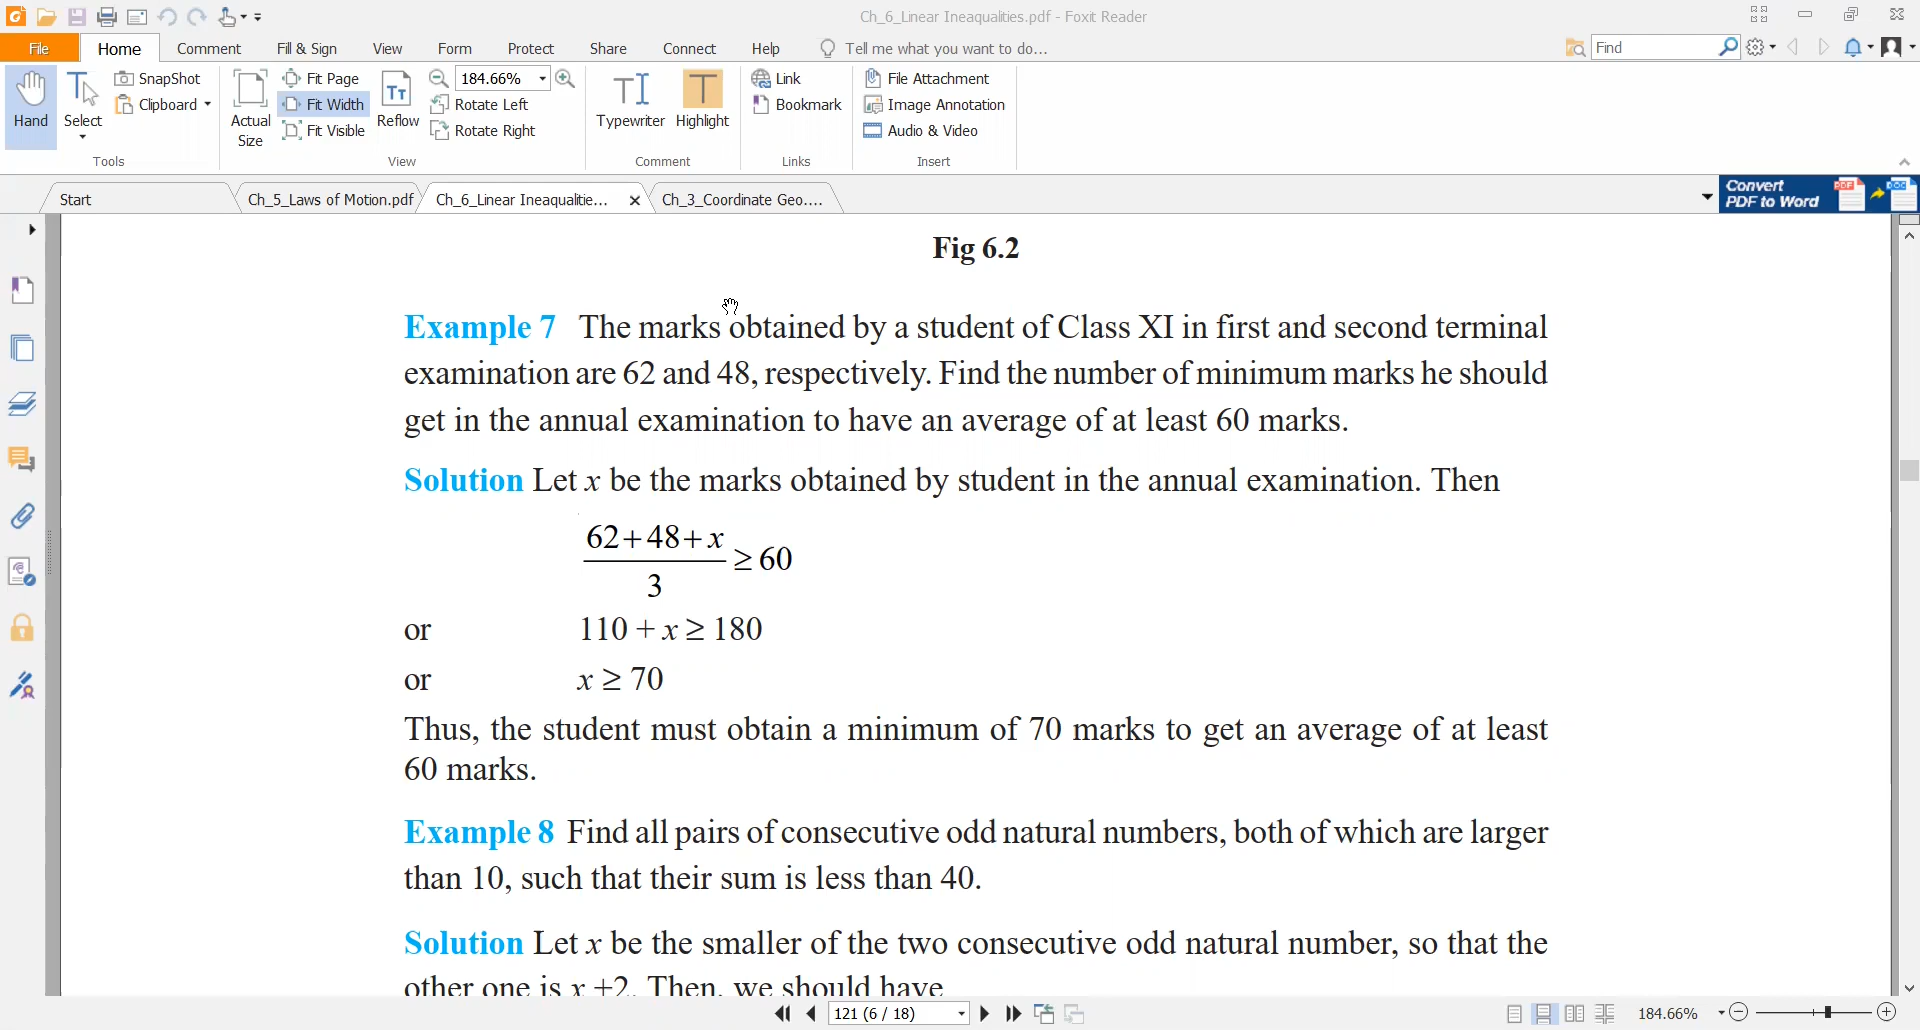 Ch_6_Linear Ineaqualities.pdf - Foxit Reader
File Home Comment Fill & Sign View Form Protect Share Connect Help Tell me what you want to do... Find
SnapShot Fit Page 184.66% Link File Attachment
Clipboard Fit Width Rotate Left Bookmark Image Annotation
Hand Select Actual Size Fit Visible Reflow Rotate Right Typewriter Highlight Audio & Video
Tools View Comment Links Insert
Start Ch_5_Laws of Motion.pdf Ch_6_Linear Ineaqualitie... Ch_3_Coordinate Geo....
Convert
PDF to Word
Fig 6.2
Example 7 The marks obtained by a student of Class XI in first and second terminal
examination are 62 and 48, respectively. Find the number of minimum marks he should
get in the annual examination to have an average of at least 60 marks.
Solution Let x be the marks obtained by student in the annual examination. Then
62+48+x
≥60
3
or 110 + x ≥ 180
or x ≥ 70
Thus, the student must obtain a minimum of 70 marks to get an average of at least
60 marks.
Example 8 Find all pairs of consecutive odd natural numbers, both of which are larger
than 10, such that their sum is less than 40.
Solution Let x be the smaller of the two consecutive odd natural number, so that the
other one is x +2. Then, we should have
121 (6 / 18) 184.66%